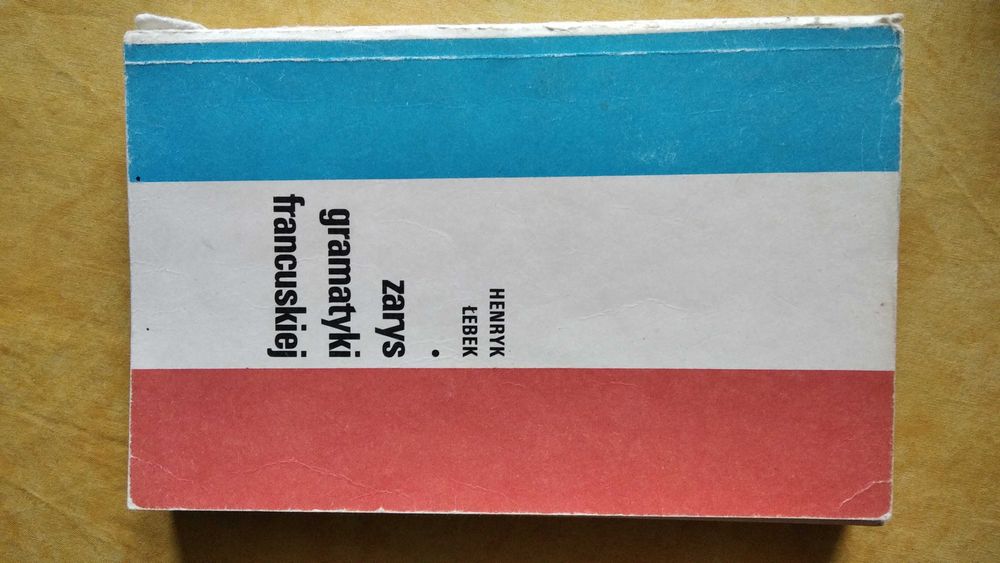 HENRYK
ŁEBEK
•
zarys
gramatyki
francuskiej